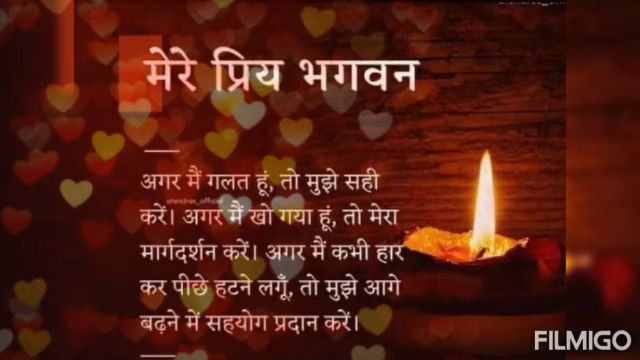 मेरे प्रिय भगवन
अगर मैं गलत हूं, तो मुझे सही
atendras_official
करें। अगर मैं खो गया हूं, तो मेरा
मार्गदर्शन करें। अगर मैं कभी हार
कर पीछे हटने लगूँ, तो मुझे आगे
बढ़ने में सहयोग प्रदान करें।
FILMIGO